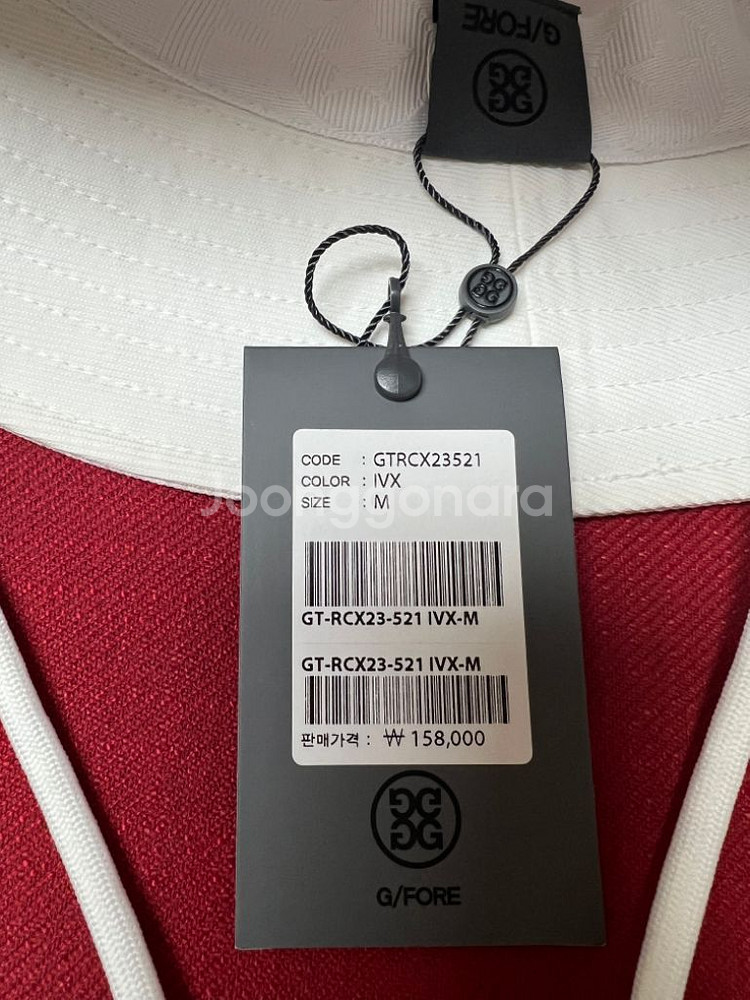 G/FORE
CODE : GTRCX23521
COLOR : IVX
SIZE : M
Joonggonara
GT-RCX23-521 IVX-M
GT-RCX23-521 IVX-M
판매가격 : ₩ 158,000
G/FORE